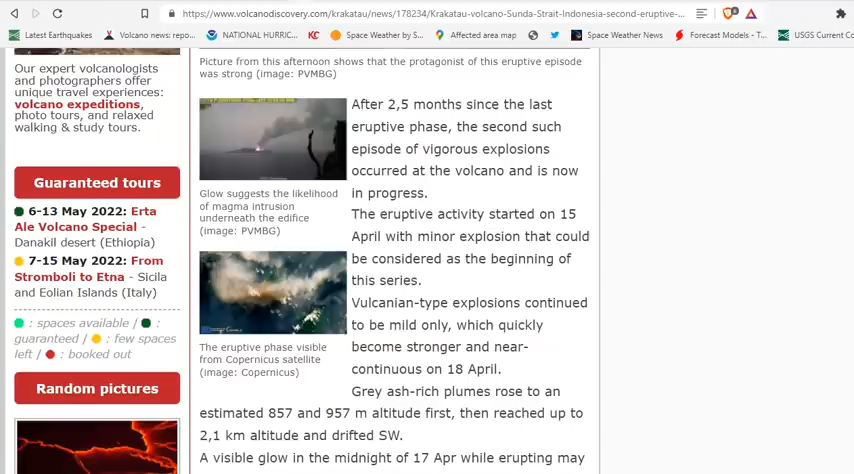 https://www.volcanodiscovery.com/krakatau/news/178234/Krakatau-volcano-Sunda-Strait-Indonesia-second-eruptive-...
6
Latest Earthquakes
Volcano news: repo...
NATIONAL HURRIC...
KC
Space Weather by S...
Affected area map
Space Weather News
Forecast Models - T...
USGS Current Co
Our expert volcanologists
and photographers offer
unique travel experiences:
volcano expeditions,
photo tours, and relaxed
walking & study tours.
Guaranteed tours
6-13 May 2022: Erta
Ale Volcano Special -
Danakil desert (Ethiopia)
7-15 May 2022: From
Stromboli to Etna - Sicila
and Eolian Islands (Italy)
: spaces available / :
guaranteed / : few spaces
left / : booked out
Random pictures
Picture from this afternoon shows that the protagonist of this eruptive episode
was strong (image: PVMBG)
Glow suggests the likelihood
of magma intrusion
underneath the edifice
(image: PVMBG)
The eruptive phase visible
from Copernicus satellite
(image: Copernicus)
After 2,5 months since the last
eruptive phase, the second such
episode of vigorous explosions
occurred at the volcano and is now
in progress.
The eruptive activity started on 15
April with minor explosion that could
be considered as the beginning of
this series.
Vulcanian-type explosions continued
to be mild only, which quickly
become stronger and near-
continuous on 18 April.
Grey ash-rich plumes rose to an
estimated 857 and 957 m altitude first, then reached up to
2,1 km altitude and drifted SW.
A visible glow in the midnight of 17 Apr while erupting may